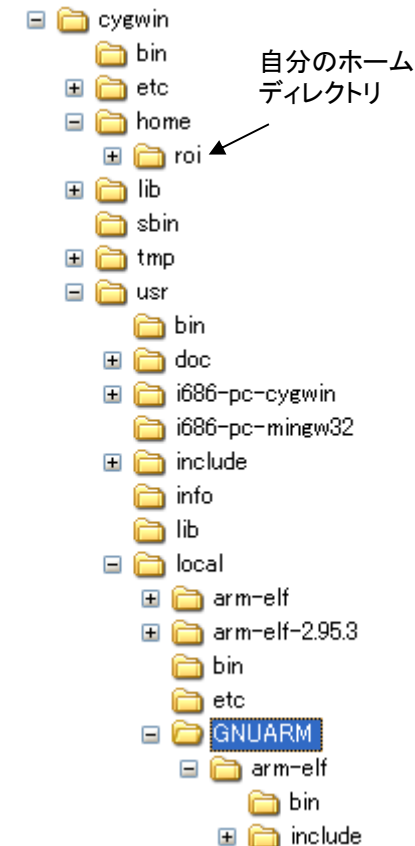 cygwin
bin
自分のホーム
ディレクトリ
etc
home
roi
lib
sbin
tmp
usr
bin
doc
i686-pc-cygwin
i686-pc-mingw32
include
info
lib
local
arm-elf
arm-elf-2.95.3
bin
etc
GNUARM
arm-elf
bin
include